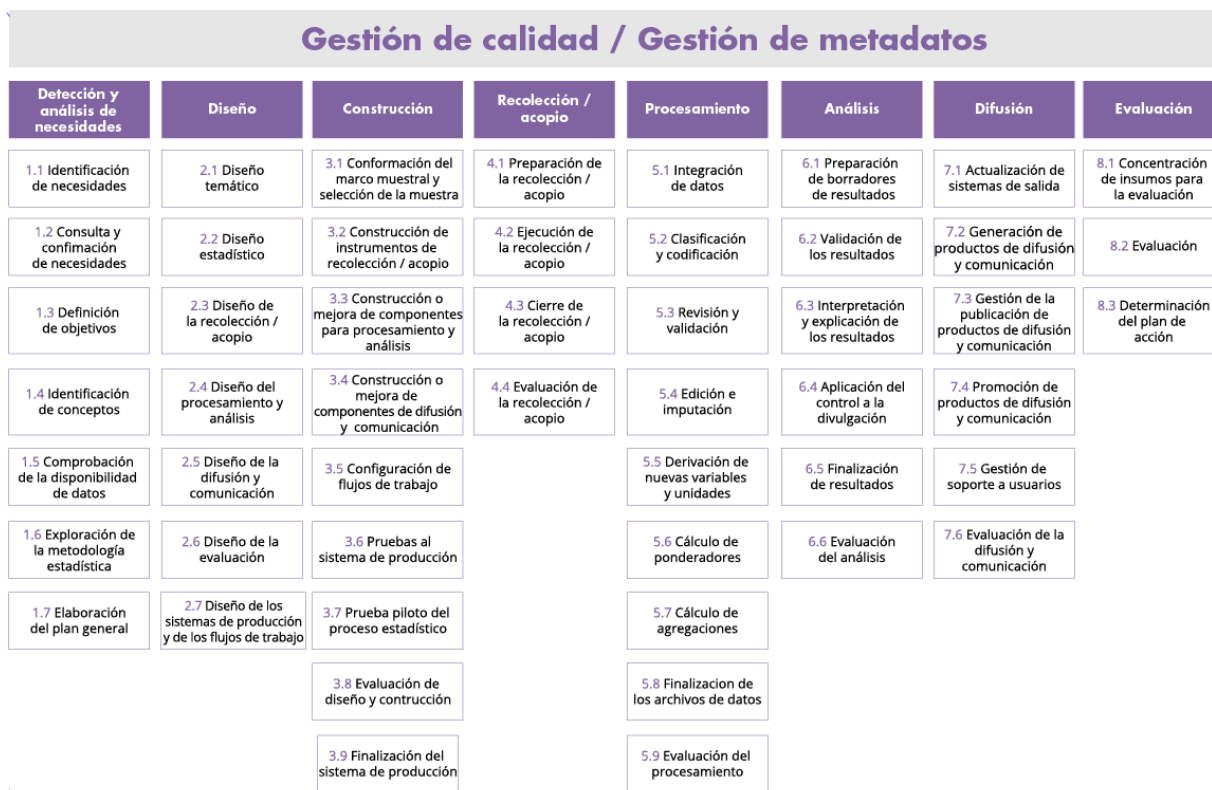 Gestión de calidad / Gestión de metadatos
Detección y
análisis de
necesidades
1.1 Identificación
de necesidades
1.2 Consulta y
confimación
de necesidades
1.3 Definición
de objetivos
1.4 Identificación
de conceptos
1.5 Comprobación
de la disponibilidad
de datos
1.6 Exploración de
la metodología
estadística
1.7 Elaboración
del plan general
Diseño
2.1 Diseño
temático
2.2 Diseño
estadístico
2.3 Diseño de
la recolección /
acopio
2.4 Diseño del
procesamiento y
análisis
2.5 Diseño de la
difusión y
comunicación
2.6 Diseño de la
evaluación
2.7 Diseño de los
sistemas de producción
y de los flujos de trabajo
Construcción
3.1 Conformación del
marco muestral y
selección de la muestra
3.2 Construcción de
instrumentos de
recolección / acopio
3.3 Construcción o
mejora de componentes
para procesamiento y
análisis
3.4 Construcción o
mejora de
componentes de difusión
y comunicación
3.5 Configuración de
flujos de trabajo
3.6 Pruebas al
sistema de producción
3.7 Prueba piloto del
proceso estadístico
3.8 Evaluación de
diseño y contrucción
3.9 Finalización del
sistema de producción
Recolección /
acopio
4.1 Preparación de
la recolección /
acopio
4.2 Ejecución de
la recolección /
acopio
4.3 Cierre de
la recolección /
acopio
4.4 Evaluación de
la recolección /
acopio
Procesamiento
5.1 Integración
de datos
5.2 Clasificación
y codificación
5.3 Revisión y
validación
5.4 Edición e
imputación
5.5 Derivación de
nuevas variables
y unidades
5.6 Cálculo de
ponderadores
5.7 Cálculo de
agregaciones
5.8 Finalizacion de
los archivos de datos
5.9 Evaluación del
procesamiento
Análisis
6.1 Preparación
de borradores
de resultados
6.2 Validación de
los resultados
6.3 Interpretación
y explicación de
los resultados
6.4 Aplicación del
control a la
divulgación
6.5 Finalización
de resultados
6.6 Evaluación
del análisis
Difusión
7.1 Actualización de
sistemas de salida
7.2 Generación de
productos de difusión
y comunicación
7.3 Gestión de la
publicación de
productos de difusión
y comunicación
7.4 Promoción de
productos de difusión
y comunicación
7.5 Gestión de
soporte a usuarios
7.6 Evaluación de la
difusión y
comunicación
Evaluación
8.1 Concentración
de insumos para
la evaluación
8.2 Evaluación
8.3 Determinación
del plan de
acción